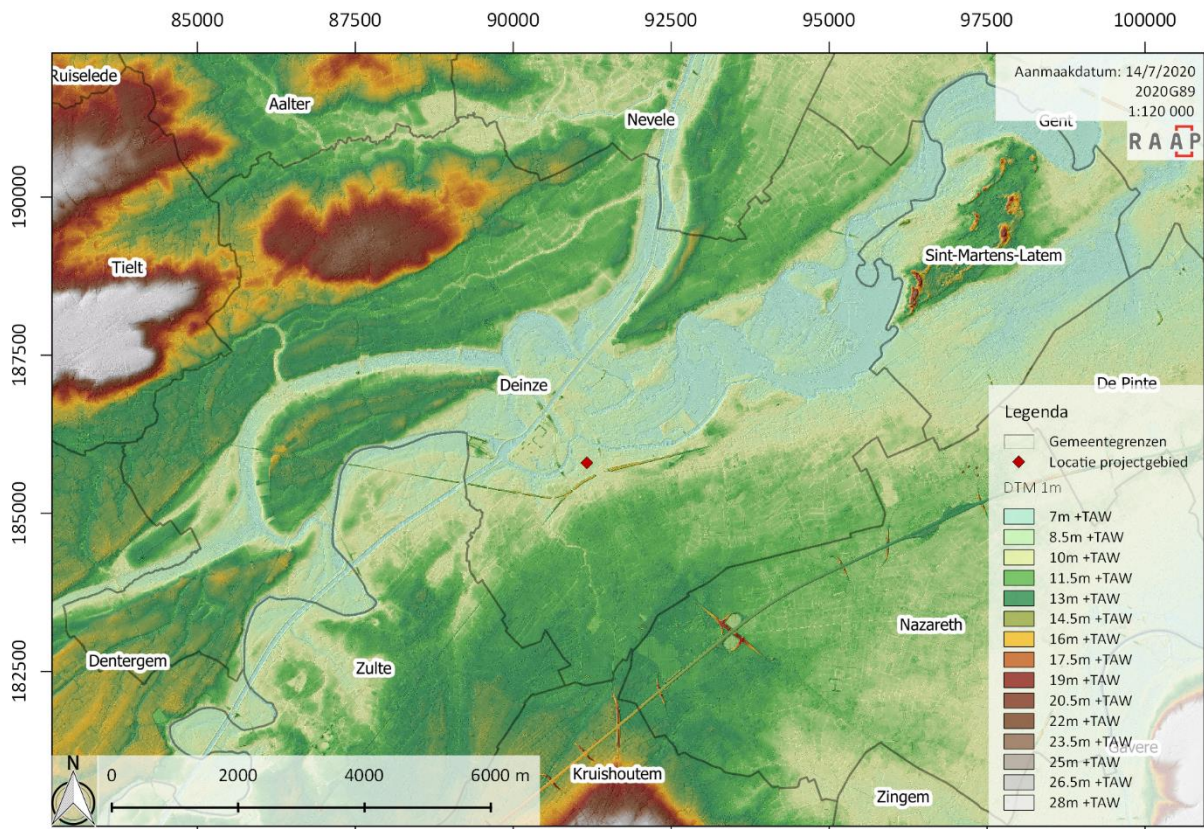 85000 87500 90000 92500 95000 97500 100000
Aanmaakdatum: 14/7/2020
2020G89
1:120 000
RAAP
Ruiselede
Aalter
Nevele
Gent
190000
Tielt
Sint-Martens-Latem
187500
Deinze
De Pinte
185000
Nazareth
182500
Dentergem
Zulte
Kruishoutem
Zingem
Gavere
Legenda
Gemeentegrenzen
Locatie projectgebied
DTM 1m
7m +TAW
8.5m +TAW
10m +TAW
11.5m +TAW
13m +TAW
14.5m +TAW
16m +TAW
17.5m +TAW
19m +TAW
20.5m +TAW
22m +TAW
23.5m +TAW
25m +TAW
26.5m +TAW
28m +TAW
N
0 2000 4000 6000 m